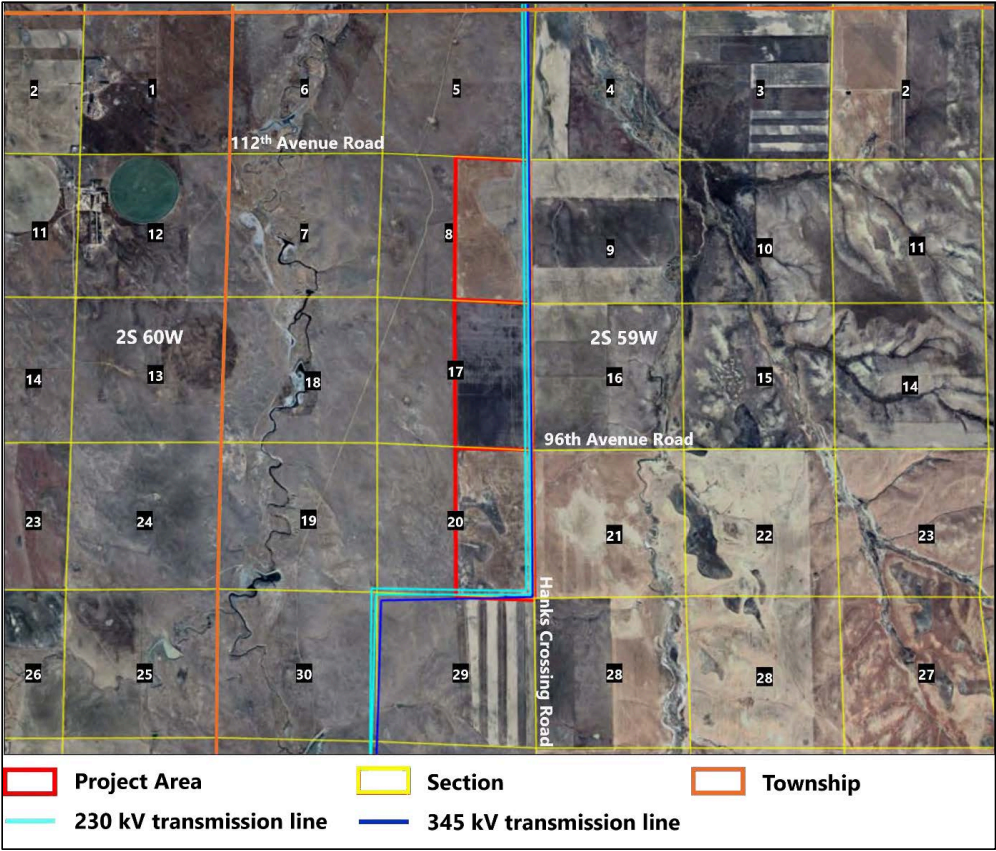 2 1 6 5 4 3 2
112th Avenue Road
11 12 7 8 9 10 11
2S 60W 2S 59W
14 13 18 17 16 15 14
96th Avenue Road
23 24 19 20 21 22 23
Hanks Crossing Road
26 25 30 29 28 28 27
Project Area Section Township
230 kV transmission line 345 kV transmission line